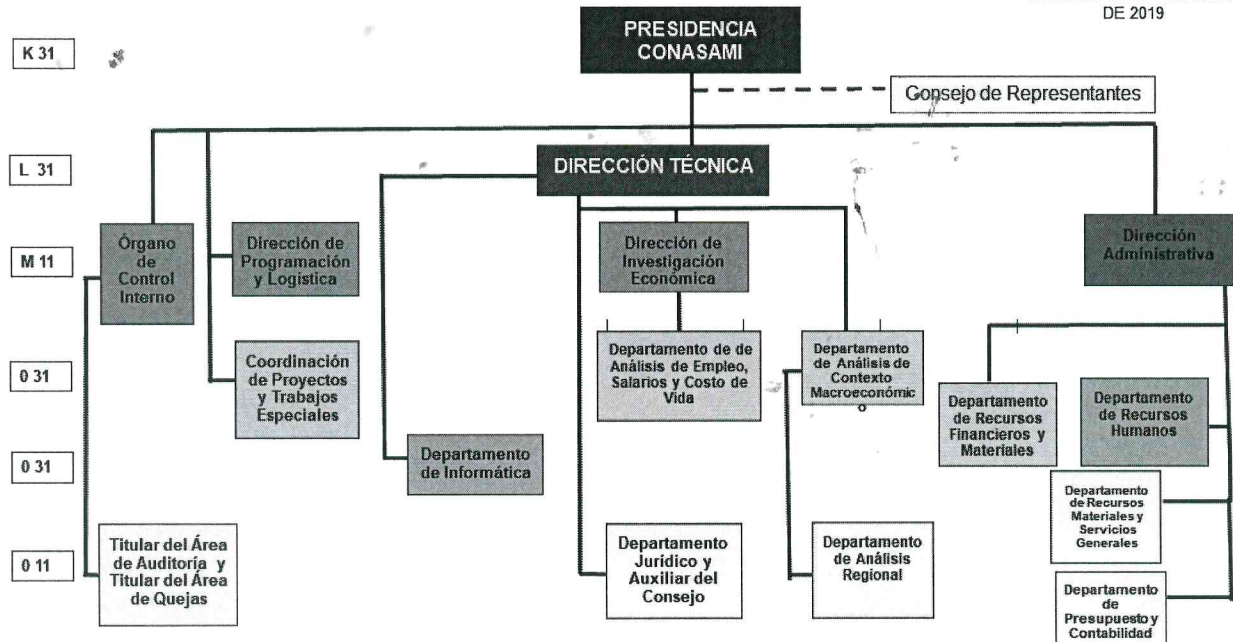 DE 2019
K 31
PRESIDENCIA
CONASAMI
Consejo de Representantes
L 31
DIRECCIÓN TÉCNICA
M 11
Órgano
de
Control
Interno
Dirección de
Programación
y Logística
Dirección de
Investigación
Económica
Dirección
Administrativa
0 31
Coordinación
de Proyectos
y Trabajos
Especiales
Departamento de de
Análisis de Empleo,
Salarios y Costo de
Vida
Departamento
de Análisis de
Contexto
Macroeconómic
o
Departamento
de Recursos
Financieros y
Materiales
Departamento
de Recursos
Humanos
0 31
Departamento
de Informática
Departamento
de Recursos
Materiales y
Servicios
Generales
0 11
Titular del Área
de Auditoría y
Titular del Área
de Quejas
Departamento
Jurídico y
Auxiliar del
Consejo
Departamento
de Análisis
Regional
Departamento
de
Presupuesto y
Contabilidad